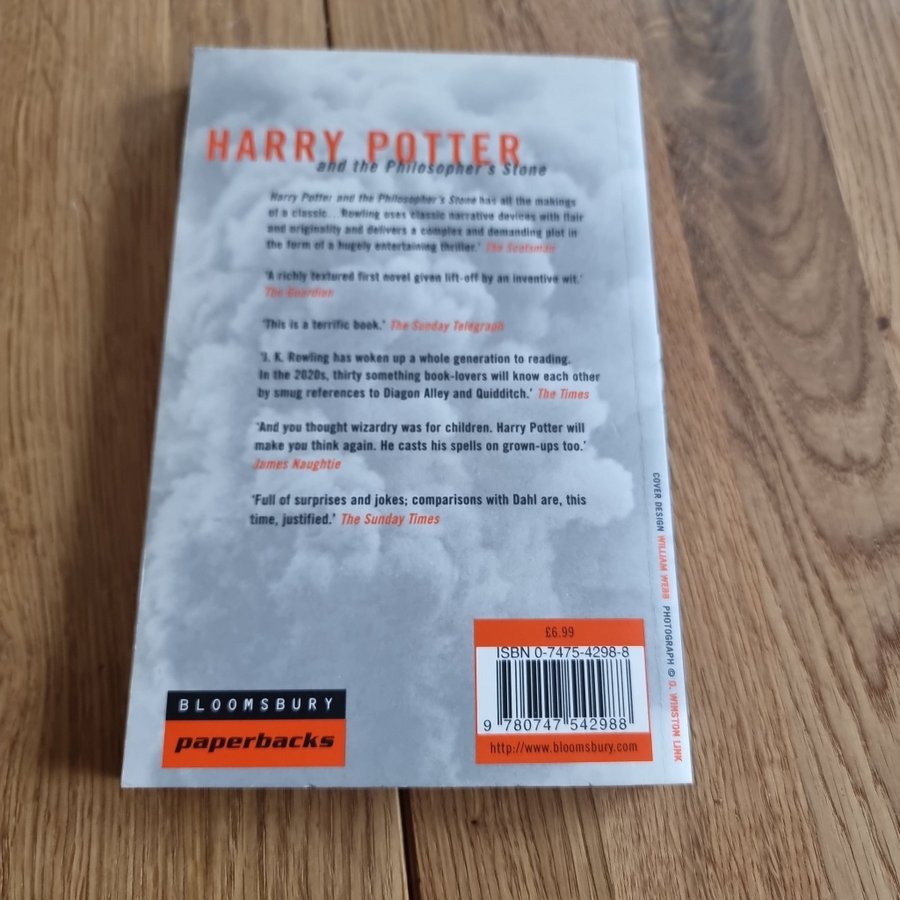 HARRY POTTER
and the Philosopher's Stone
'Harry Potter and the Philosopher's Stone has all the makings
of a classic...Rowling uses classic narrative devices with flair
and originality and delivers a complex and demanding plot in
the form of a hugely entertaining thriller.' The Scotsman
'A richly textured first novel given lift-off by an inventive wit.'
The Guardian
'This is a terrific book.' The Sunday Telegraph
'J. K. Rowling has woken up a whole generation to reading.
In the 2020s, thirty something book-lovers will know each other
by smug references to Diagon Alley and Quidditch.' The Times
'And you thought wizardry was for children. Harry Potter will
make you think again. He casts his spells on grown-ups too.'
James Naughtie
'Full of surprises and jokes; comparisons with Dahl are, this
time, justified.' The Sunday Times
COVER DESIGN WILLIAM WEBB PHOTOGRAPH © O. WINSTON LINK
£6.99
ISBN 0-7475-4298-8
9 780747 542988
http://www.bloomsbury.com
BLOOMSBURY
paperbacks